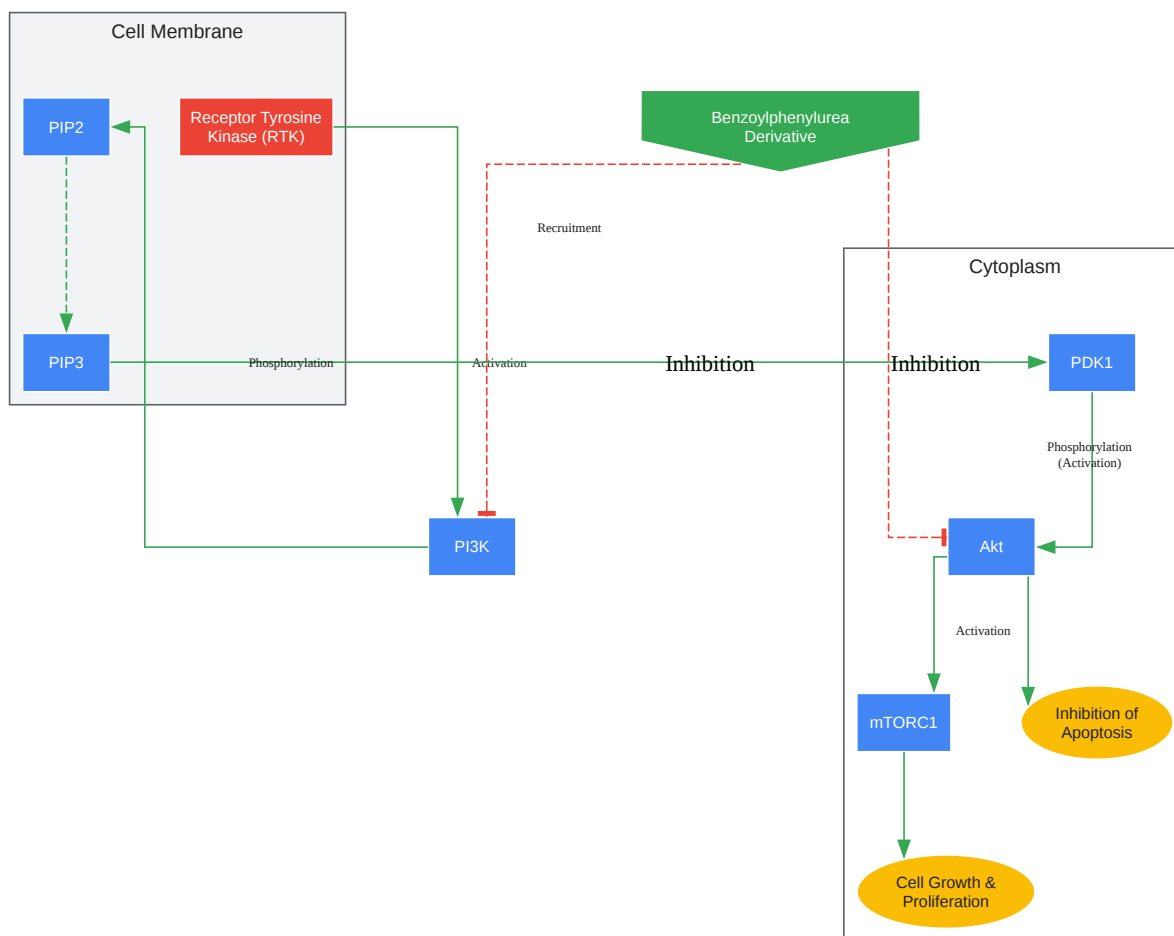 Cell Membrane
PIP2
Receptor Tyrosine
Kinase (RTK)
Benzoylphenylurea
Derivative
Recruitment
Cytoplasm
PIP3
Phosphorylation
Activation
Inhibition
Inhibition
PDK1
Phosphorylation
(Activation)
PI3K
Akt
Activation
mTORC1
Inhibition of
Apoptosis
Cell Growth &
Proliferation